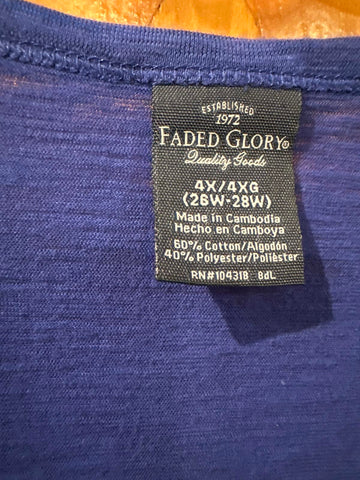 ESTABLISHED
1972
FADED GLORY®
Quality Goods
4X/4XG
(26W-28W)
Made in Cambodia
Hecho en Camboya
60% Cotton/Algodón
40% Polyester/Poliéster
RN#104318 BdL